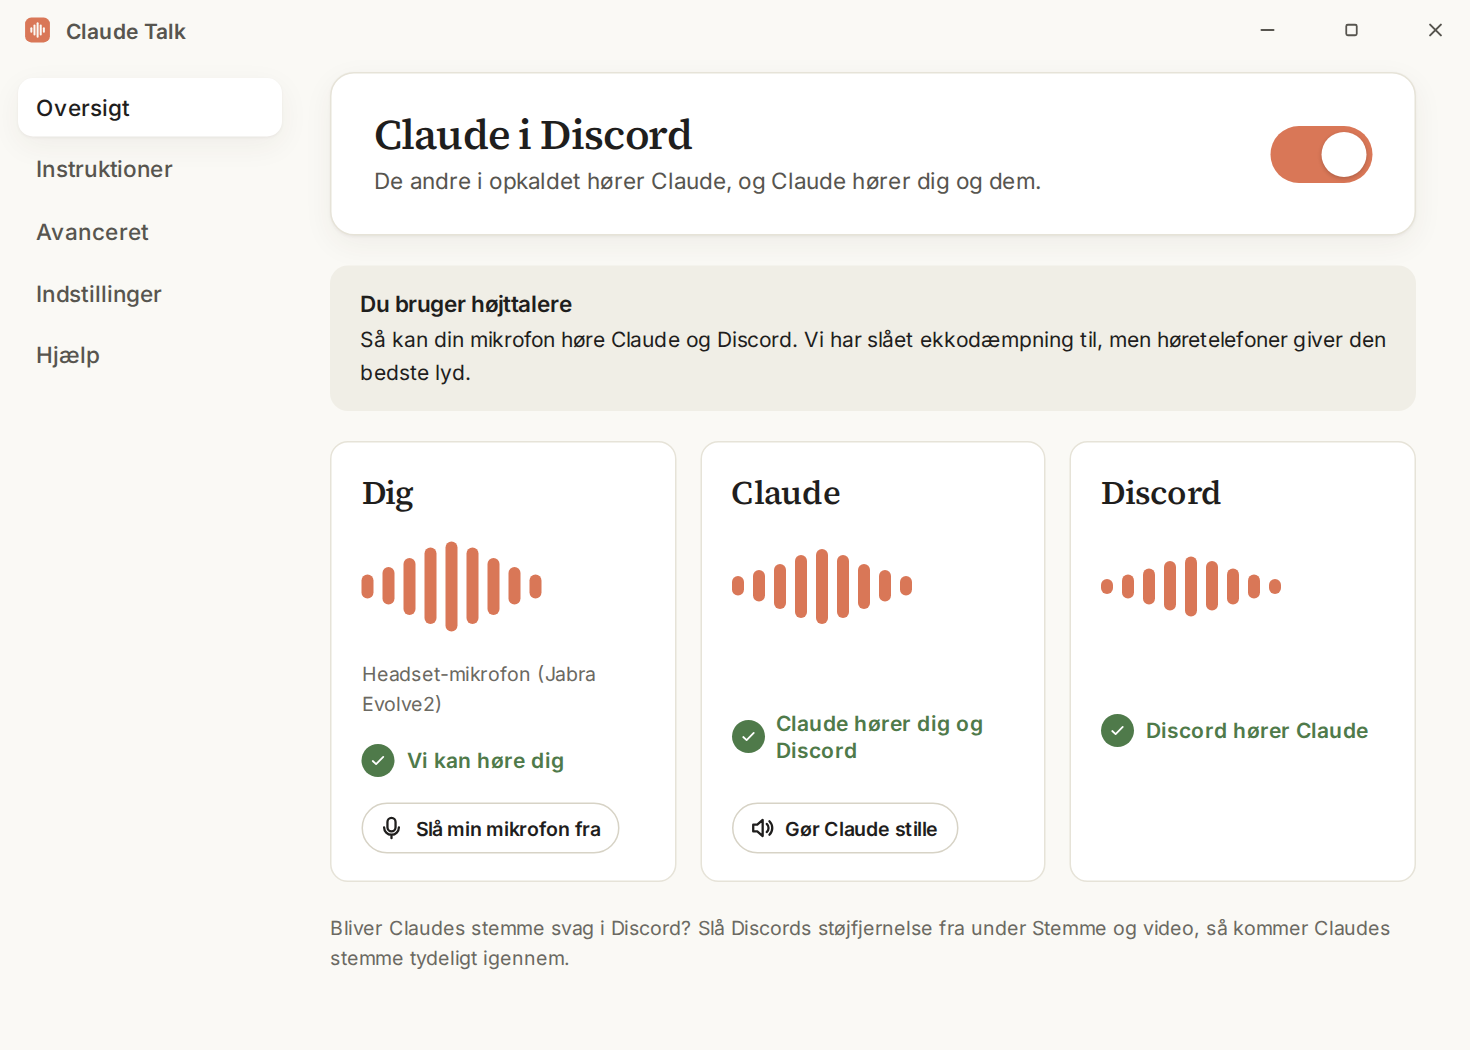 Claude Talk
Oversigt
Instruktioner
Avanceret
Indstillinger
Hjælp
Claude i Discord
De andre i opkaldet hører Claude, og Claude hører dig og dem.
Du bruger højttalere
Så kan din mikrofon høre Claude og Discord. Vi har slået ekkodæmpning til, men høretelefoner giver den
bedste lyd.
Dig
Headset-mikrofon (Jabra
Evolve2)
Vi kan høre dig
Slå min mikrofon fra
Claude
Claude hører dig og
Discord
Gør Claude stille
Discord
Discord hører Claude
Bliver Claudes stemme svag i Discord? Slå Discords støjfjernelse fra under Stemme og video, så kommer Claudes
stemme tydeligt igennem.